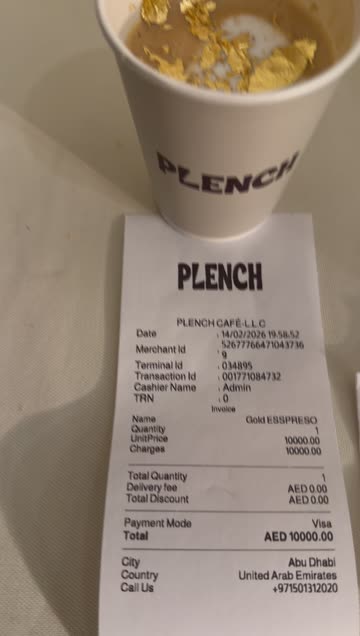 PLENCH
PLENCH
PLENCH CAFÉ-L.L.C
Date : 14/02/2026 19:58:52
Merchant Id : 52677766471043736
9
Terminal Id : 034895
Transaction Id : 001771084732
Cashier Name : Admin
TRN : 0
Invoice
Name Gold ESSPRESO
Quantity 1
UnitPrice 10000.00
Charges 10000.00
Total Quantity 1
Delivery fee AED 0.00
Total Discount AED 0.00
Payment Mode Visa
Total AED 10000.00
City Abu Dhabi
Country United Arab Emirates
Call Us +971501312020